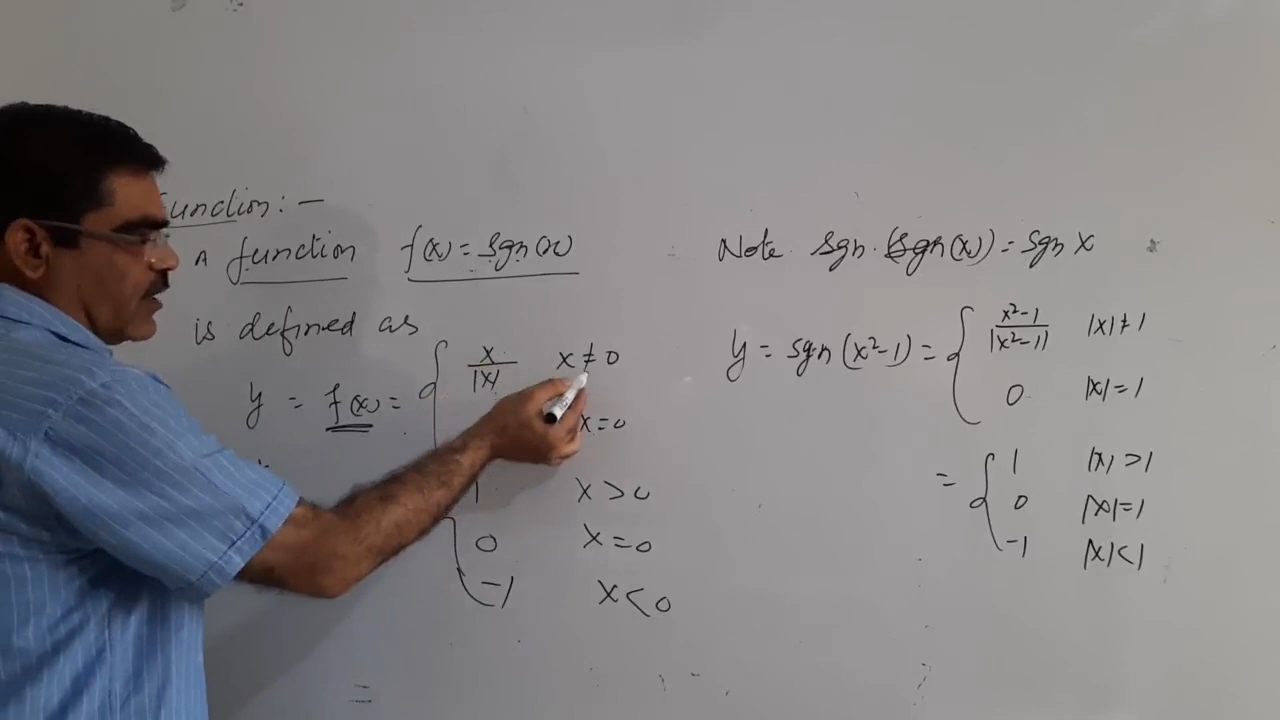 unction: –
A function f(x) = sgn(x)
is defined as
y = f(x) = { x/|x| x ≠ 0
x = 0
1 x > 0
0 x = 0
-1 x < 0
=
Note sgn.(sgn(x)) = sgn x
y = sgn(x²-1) = { x²-1/|x²-1| |x| ≠ 1
0 |x| = 1
= { 1 |x| > 1
0 |x| = 1
-1 |x| < 1